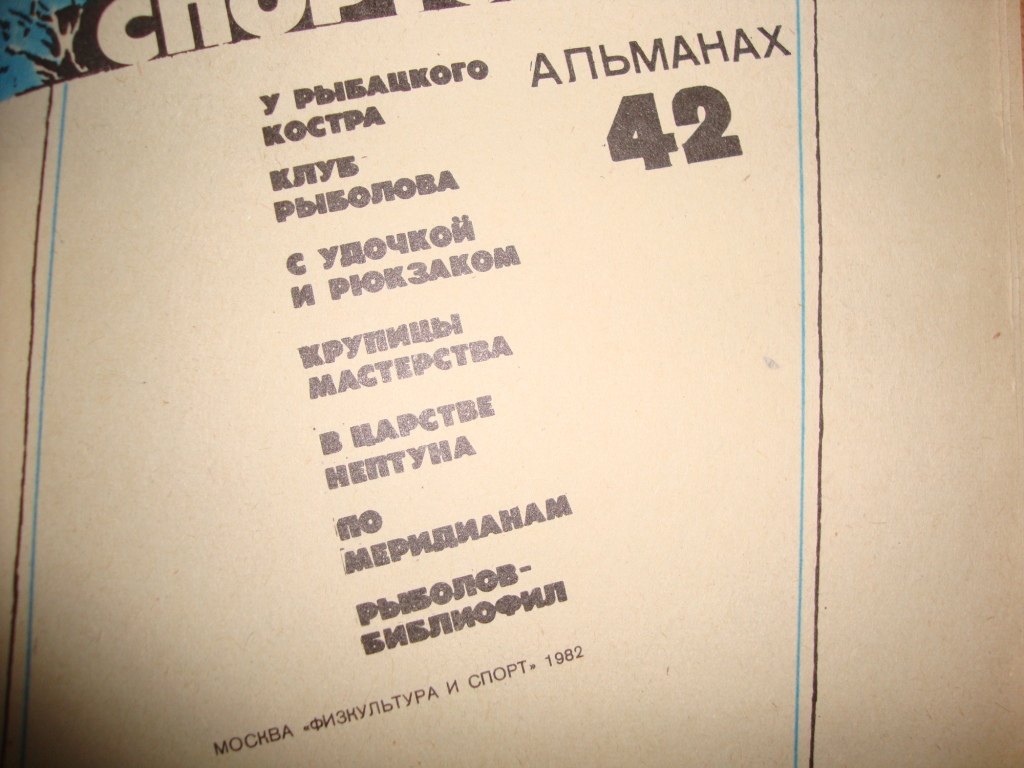 СПОРТ
АЛЬМАНАХ
42
У РЫБАЦКОГО
КОСТРА
КЛУБ
РЫБОЛОВА
С УДОЧКОЙ
И РЮКЗАКОМ
КРУПИЦЫ
МАСТЕРСТВА
В ЦАРСТВЕ
НЕПТУНА
ПО
МЕРИДИАНАМ
РЫБОЛОВ-
БИБЛИОФИЛ
МОСКВА «ФИЗКУЛЬТУРА И СПОРТ» 1982